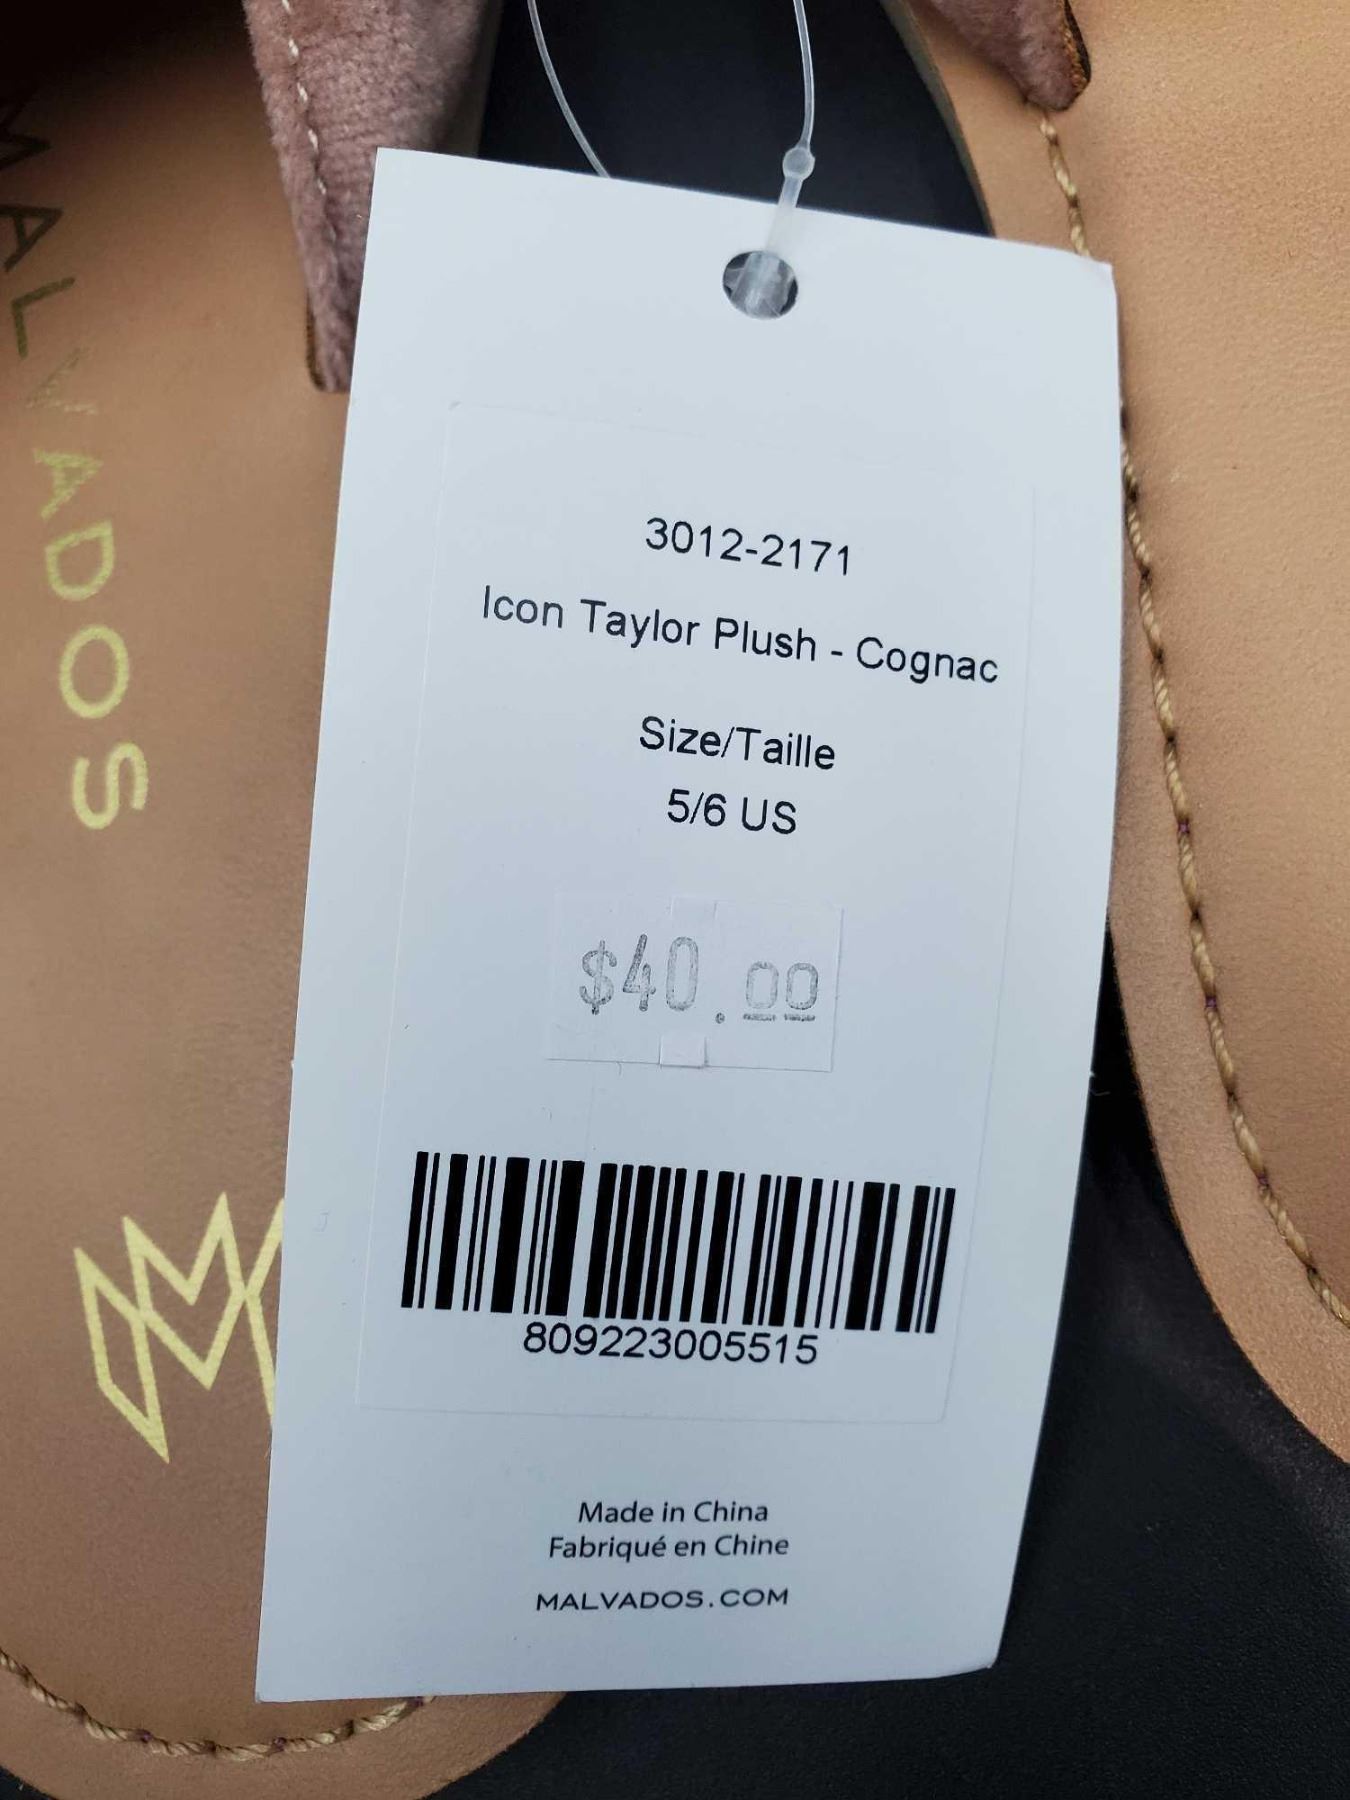 MALVADOS
3012-2171
Icon Taylor Plush - Cognac
Size/Taille
5/6 US
$40.00
809223005515
Made in China
Fabriqué en Chine
MALVADOS.COM